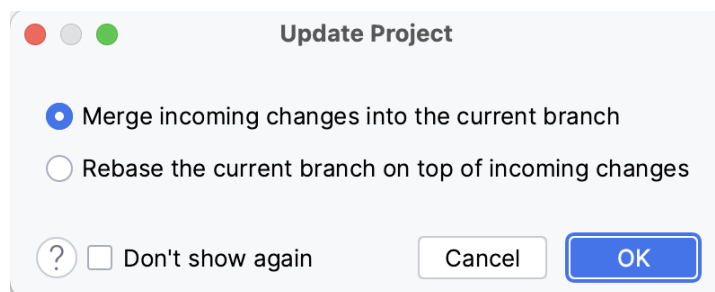 Update Project
Merge incoming changes into the current branch
Rebase the current branch on top of incoming changes
? Don't show again Cancel OK